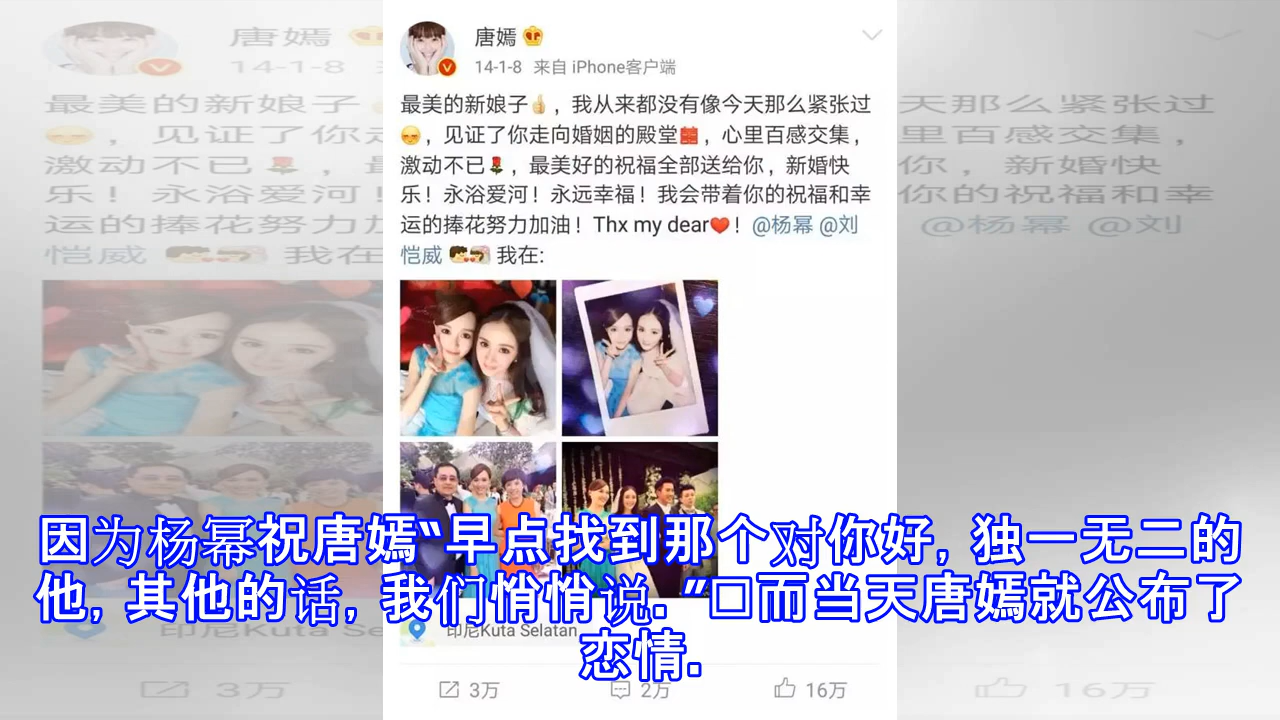 唐嫣
14-1-8 来自 iPhone客户端
最美的新娘子👍，我从来都没有像今天那么紧张过
😌，见证了你走向婚姻的殿堂囍，心里百感交集，
激动不已🌹，最美好的祝福全部送给你，新婚快
乐！永浴爱河！永远幸福！我会带着你的祝福和幸
运的捧花努力加油！Thx my dear❤！@杨幂 @刘
恺威 我在:
因为杨幂祝唐嫣“早点找到那个对你好, 独一无二的
他, 其他的话, 我们悄悄说. ”□而当天唐嫣就公布了
恋情.
印尼Kuta Selatan
3万 2万 16万